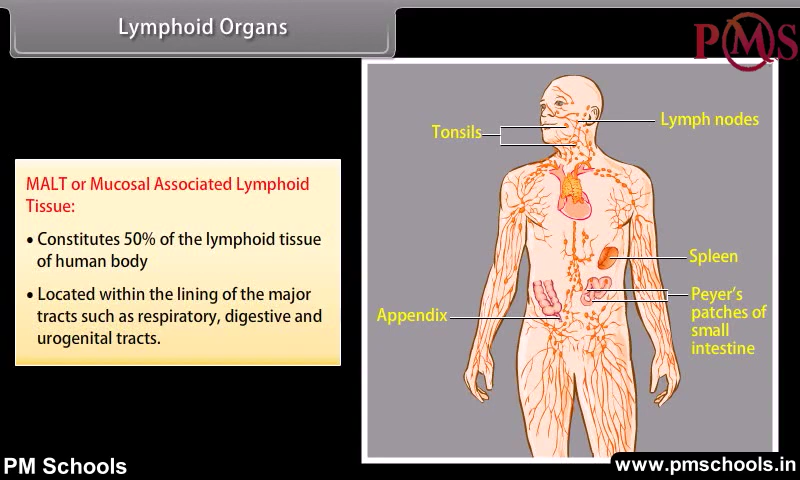 Lymphoid Organs
PMS
Tonsils
Lymph nodes
MALT or Mucosal Associated Lymphoid
Tissue:
• Constitutes 50% of the lymphoid tissue
of human body
• Located within the lining of the major
tracts such as respiratory, digestive and
urogenital tracts.
Spleen
Appendix
Peyer's
patches of
small
intestine
PM Schools
www.pmschools.in